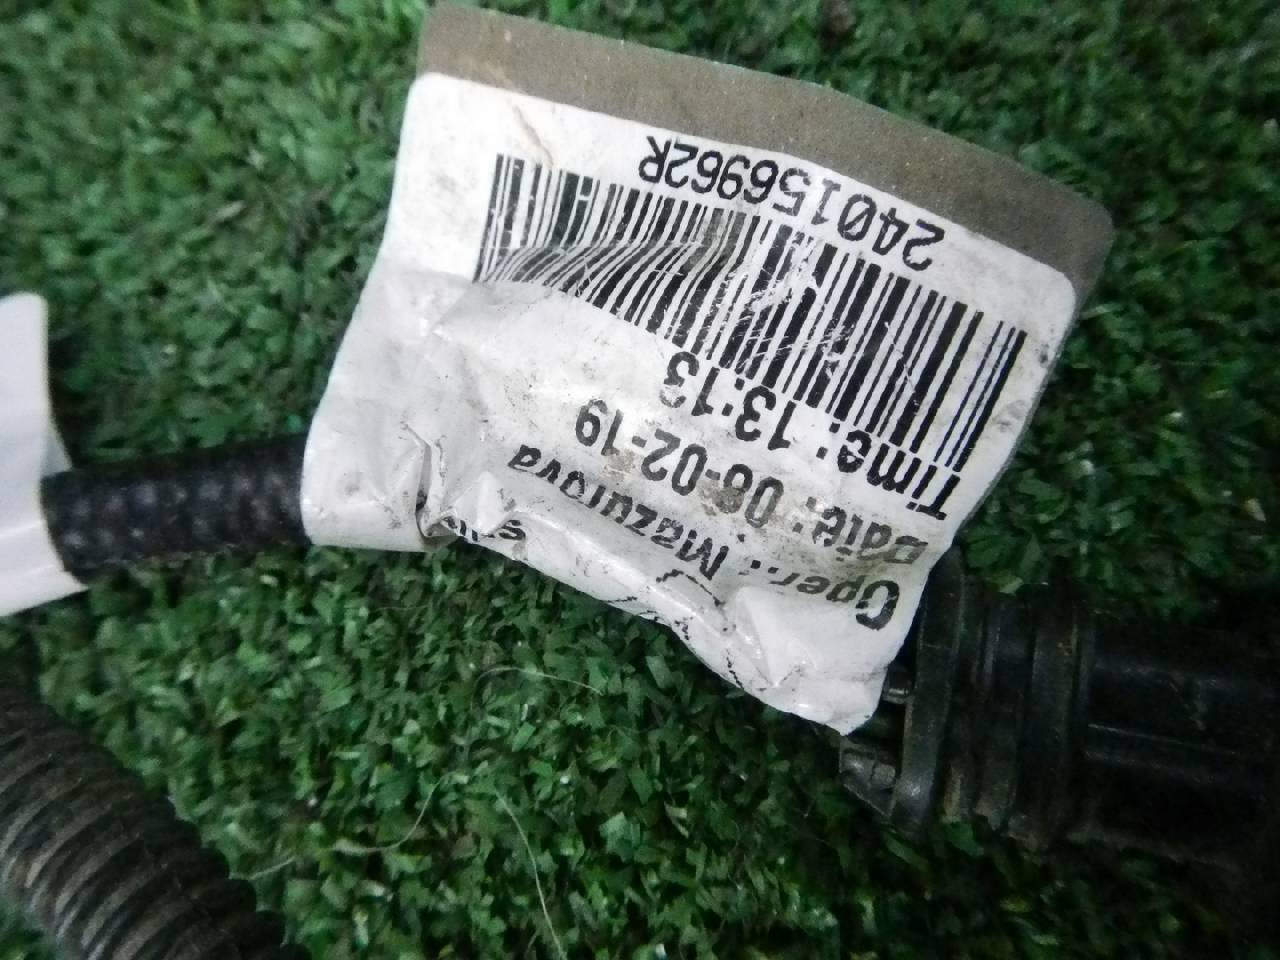 240156962R
Time: 13:13
Date: 06-02-19
Oper.: Mazurova